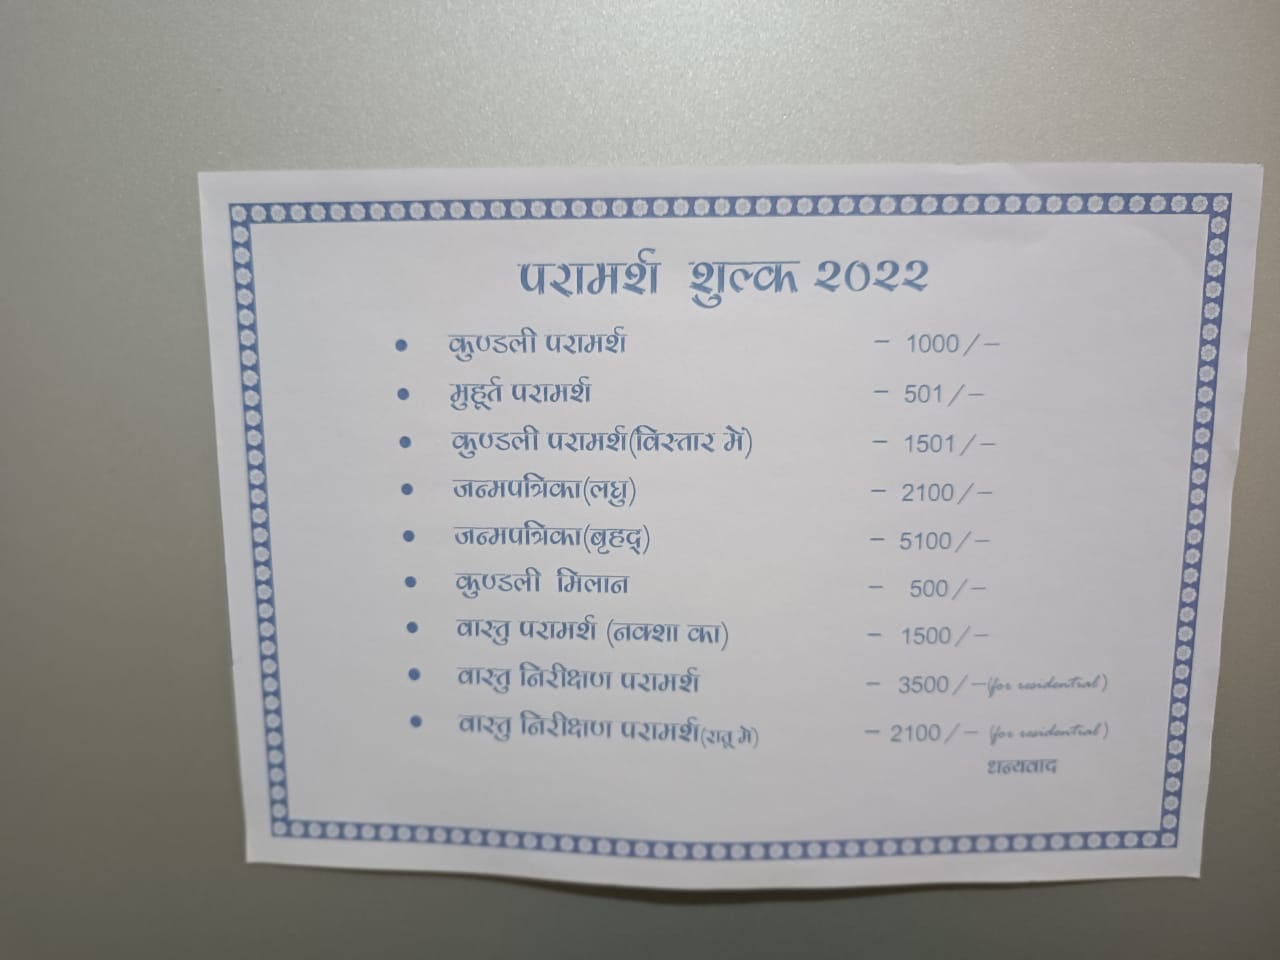 परामर्श शुल्क २०२२
• कुण्डली परामर्श - 1000/-
• मुहूर्त परामर्श - 501/-
• कुण्डली परामर्श(विस्तार में) - 1501/-
• जन्मपत्रिका(लघु) - 2100/-
• जन्मपत्रिका(बृहद्) - 5100/-
• कुण्डली मिलान - 500/-
• वास्तु परामर्श (नक्शा का) - 1500/-
• वास्तु निरीक्षण परामर्श - 3500/-(for residential)
• वास्तु निरीक्षण परामर्श(रातू में) - 2100/- (for residential)
धन्यवाद